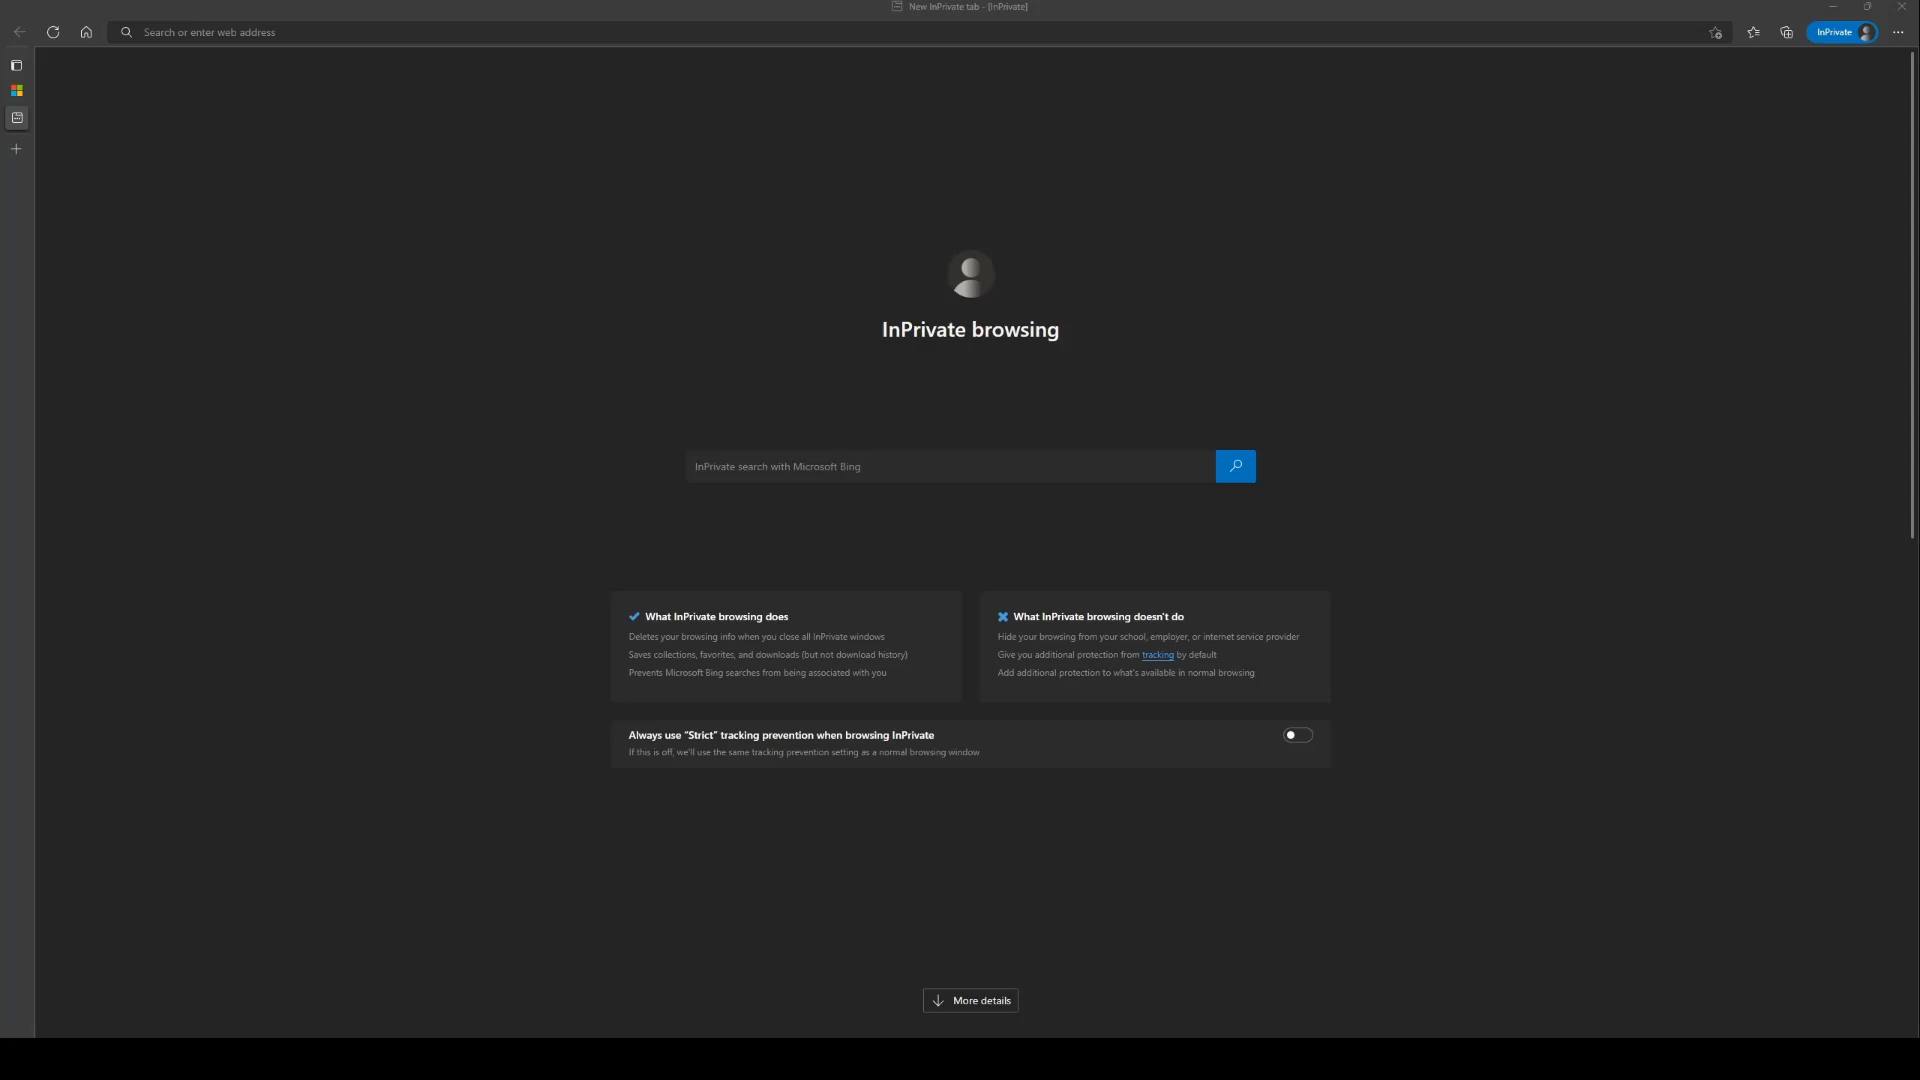 New InPrivate tab - [InPrivate]
Search or enter web address
InPrivate
InPrivate browsing
InPrivate search with Microsoft Bing
What InPrivate browsing does
Deletes your browsing info when you close all InPrivate windows
Saves collections, favorites, and downloads (but not download history)
Prevents Microsoft Bing searches from being associated with you
What InPrivate browsing doesn't do
Hide your browsing from your school, employer, or internet service provider
Give you additional protection from tracking by default
Add additional protection to what's available in normal browsing
Always use "Strict" tracking prevention when browsing InPrivate
If this is off, we'll use the same tracking prevention setting as a normal browsing window
More details